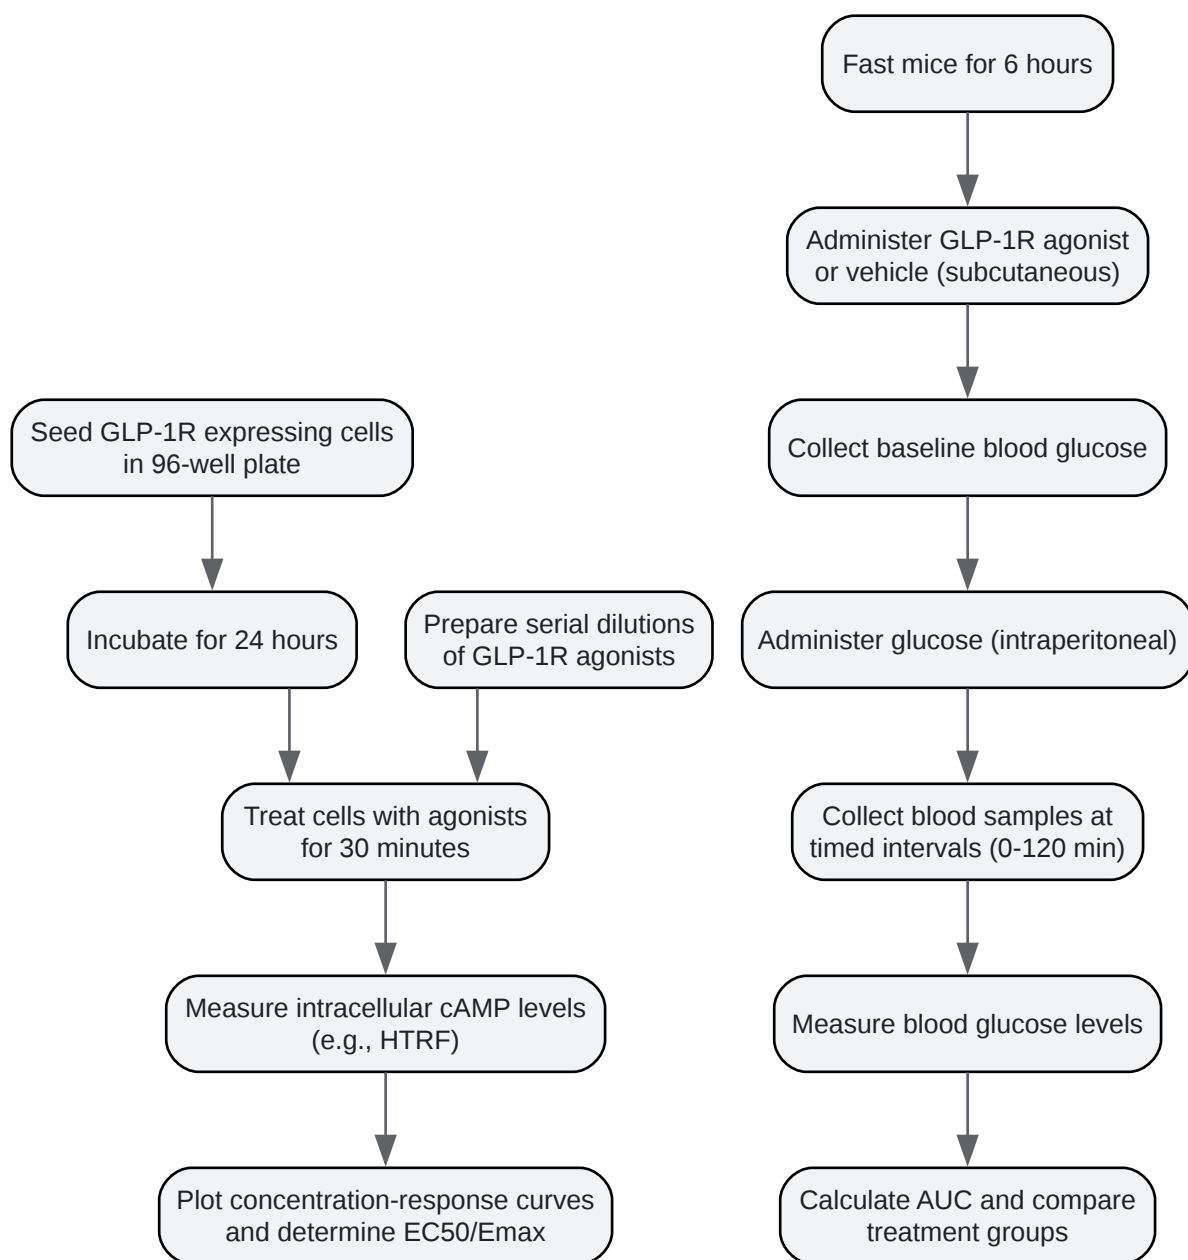 Seed GLP-1R expressing cells
in 96-well plate
Incubate for 24 hours
Prepare serial dilutions
of GLP-1R agonists
Treat cells with agonists
for 30 minutes
Measure intracellular cAMP levels
(e.g., HTRF)
Plot concentration-response curves
and determine EC50/Emax
Fast mice for 6 hours
Administer GLP-1R agonist
or vehicle (subcutaneous)
Collect baseline blood glucose
Administer glucose (intraperitoneal)
Collect blood samples at
timed intervals (0-120 min)
Measure blood glucose levels
Calculate AUC and compare
treatment groups